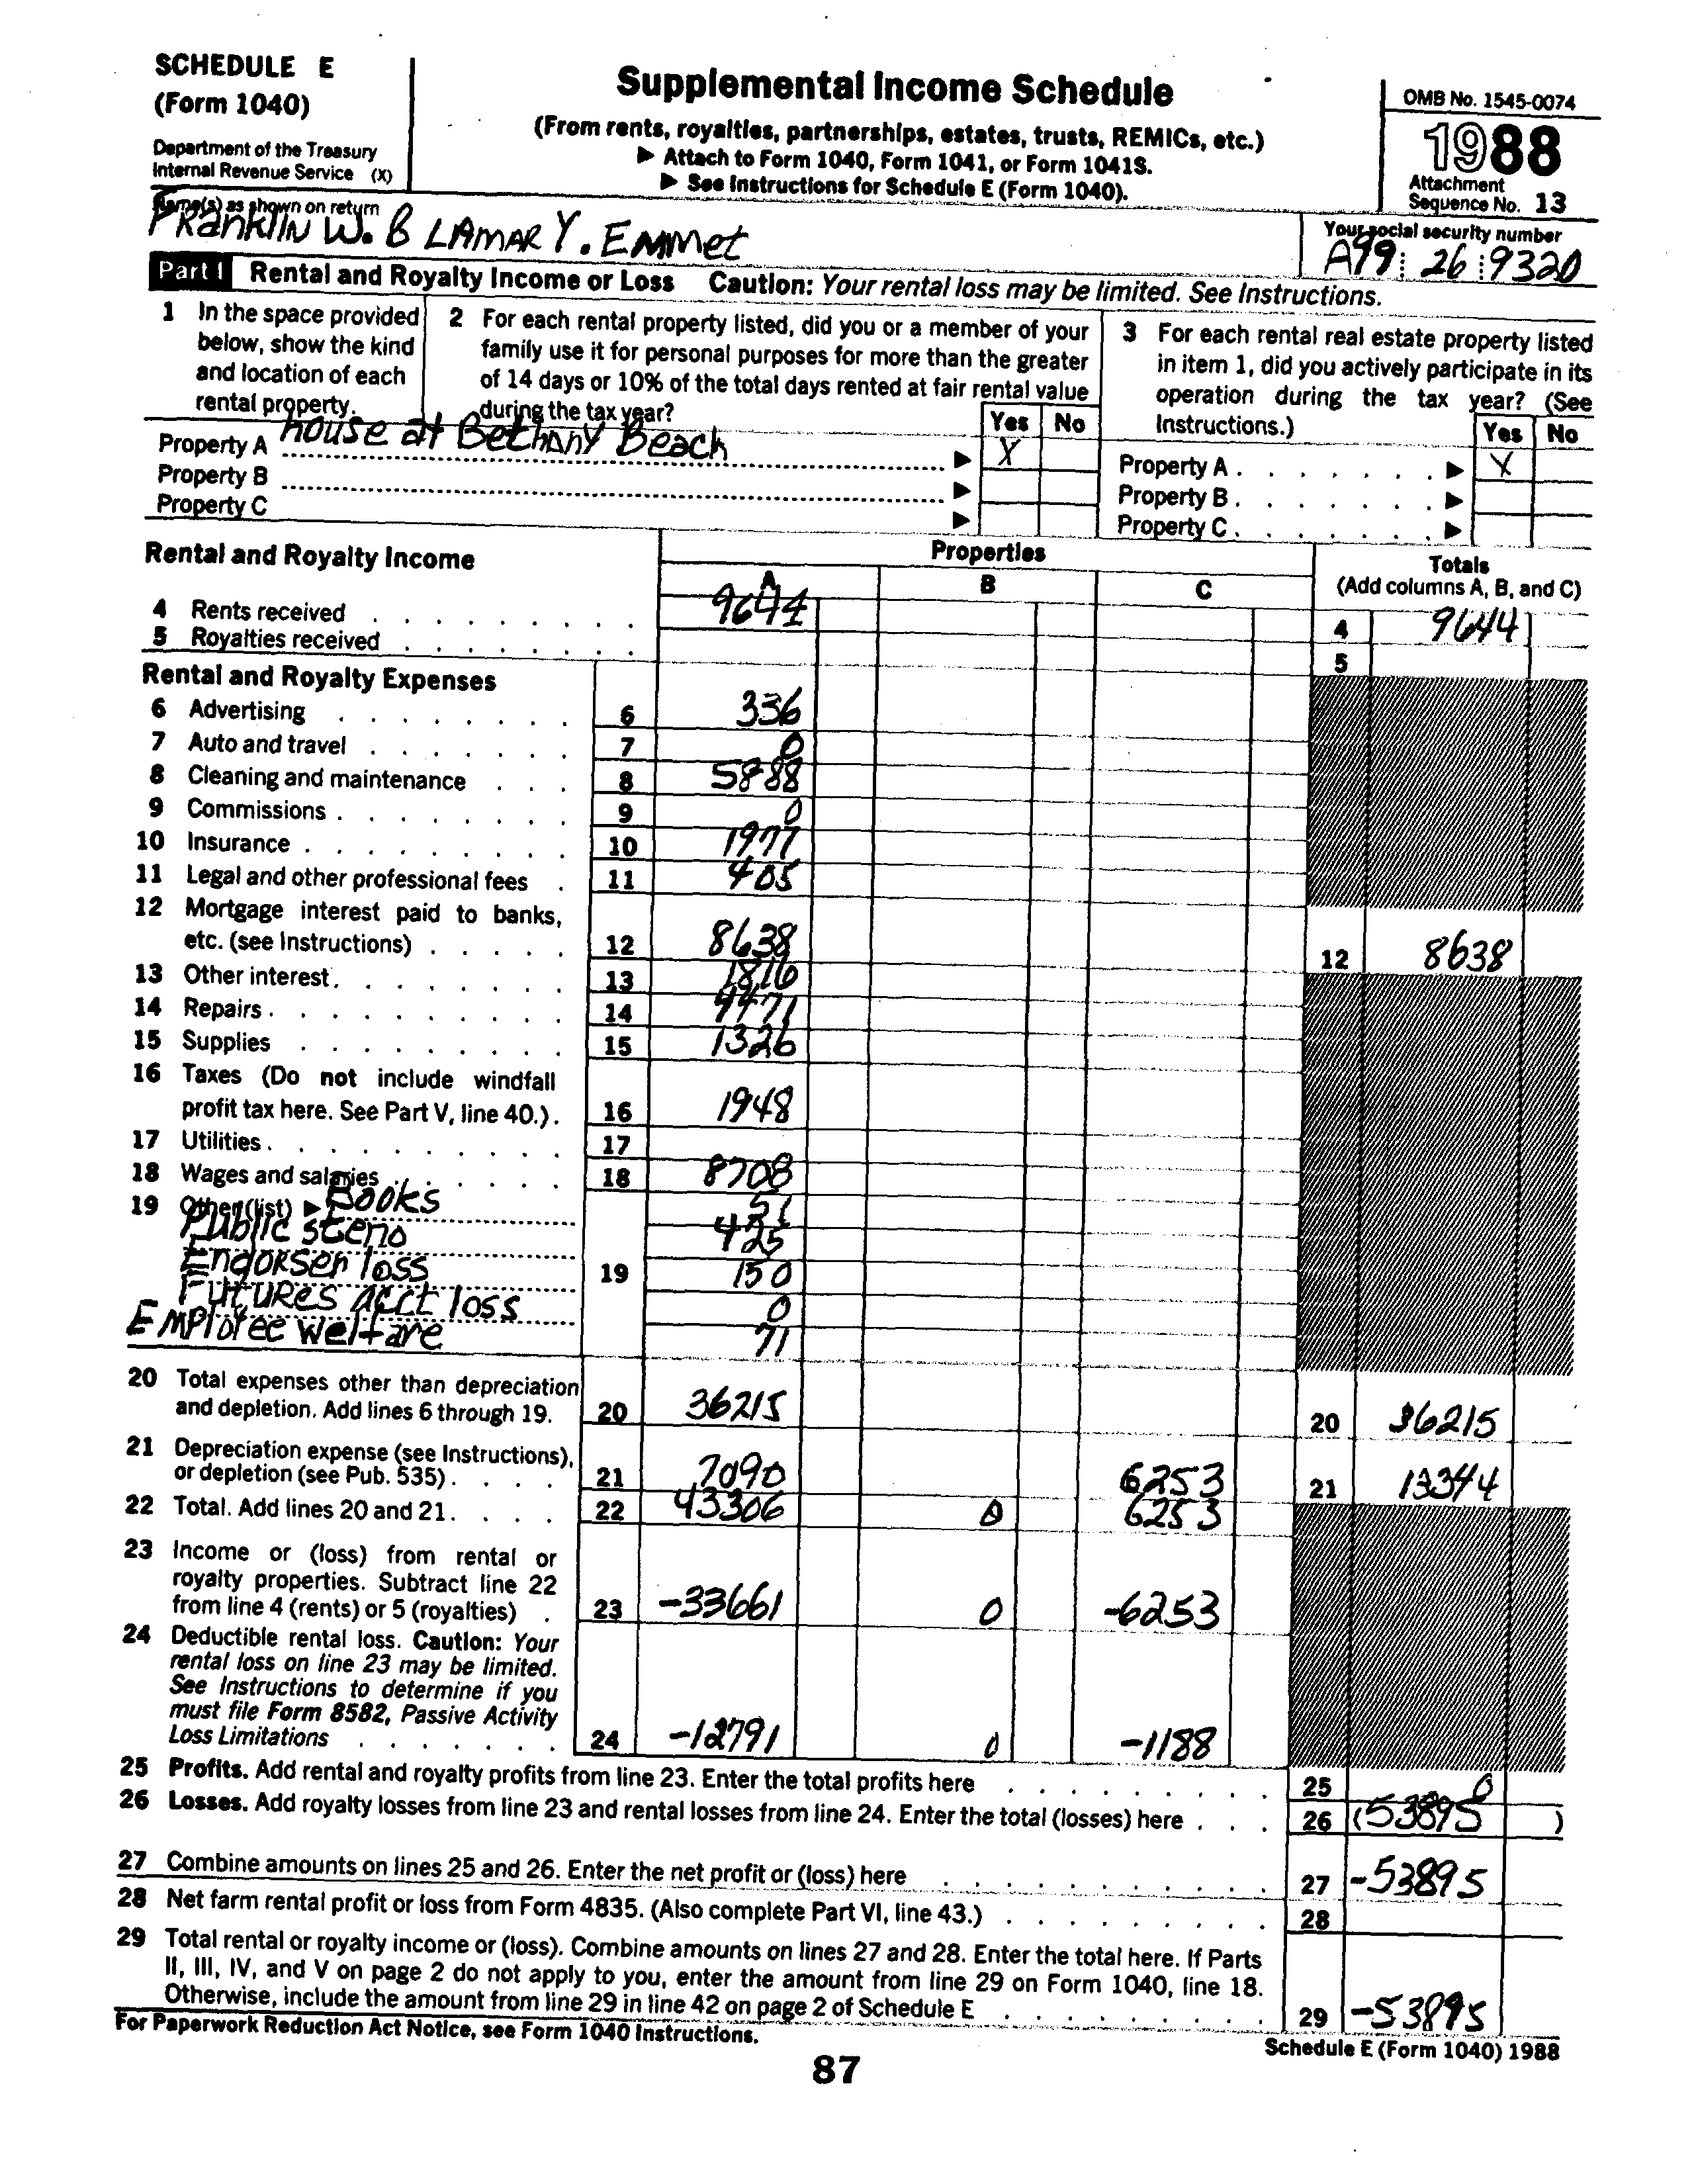 SCHEDULE E
(Form 1040)
Department of the Treasury
Internal Revenue Service (X)
Supplemental Income Schedule
(From rents, royalties, partnerships, estates, trusts, REMICs, etc.)
▶ Attach to Form 1040, Form 1041, or Form 1041S.
▶ See Instructions for Schedule E (Form 1040).
OMB No. 1545-0074
1988
Attachment
Sequence No. 13
Name(s) as shown on return
FRanklIN W. B LAMAR Y. EMMet
Your social security number
A99 26 9320
Part I Rental and Royalty Income or Loss Caution: Your rental loss may be limited. See Instructions.
1 In the space provided
below, show the kind
and location of each
rental property.
2 For each rental property listed, did you or a member of your
family use it for personal purposes for more than the greater
of 14 days or 10% of the total days rented at fair rental value
during the tax year?
3 For each rental real estate property listed
in item 1, did you actively participate in its
operation during the tax year? (See
Instructions.)
Yes No
Yes No
Property A house at Bethany Beach ▶ X
Property B ▶
Property C ▶
Property A ▶ X
Property B ▶
Property C ▶
Rental and Royalty Income
Properties
Totals
(Add columns A, B, and C)
A B C
4 Rents received 9644 4 9644
5 Royalties received 5
Rental and Royalty Expenses
6 Advertising 6 336
7 Auto and travel 7 0
8 Cleaning and maintenance 8 5888
9 Commissions 9 0
10 Insurance 10 1977
11 Legal and other professional fees 11 405
12 Mortgage interest paid to banks,
etc. (see Instructions) 12 8638 12 8638
13 Other interest 13 1816
14 Repairs 14 4471
15 Supplies 15 1326
16 Taxes (Do not include windfall
profit tax here. See Part V, line 40.) 16 1948
17 Utilities 17
18 Wages and salaries 18 8708
19 Other (list) ▶ Books 51
Public steno 425
Endorser loss 19 150
Futures acct loss 0
Employee welfare 71
20 Total expenses other than depreciation
and depletion. Add lines 6 through 19. 20 36215 20 36215
21 Depreciation expense (see Instructions),
or depletion (see Pub. 535) 21 7090 6253 21 13344
22 Total. Add lines 20 and 21 22 43306 0 6253
23 Income or (loss) from rental or
royalty properties. Subtract line 22
from line 4 (rents) or 5 (royalties) 23 -33661 0 -6253
24 Deductible rental loss. Caution: Your
rental loss on line 23 may be limited.
See Instructions to determine if you
must file Form 8582, Passive Activity
Loss Limitations 24 -12791 0 -1188
25 Profits. Add rental and royalty profits from line 23. Enter the total profits here 25 0
26 Losses. Add royalty losses from line 23 and rental losses from line 24. Enter the total (losses) here 26 (53895)
27 Combine amounts on lines 25 and 26. Enter the net profit or (loss) here 27 -53895
28 Net farm rental profit or loss from Form 4835. (Also complete Part VI, line 43.) 28
29 Total rental or royalty income or (loss). Combine amounts on lines 27 and 28. Enter the total here. If Parts
II, III, IV, and V on page 2 do not apply to you, enter the amount from line 29 on Form 1040, line 18.
Otherwise, include the amount from line 29 in line 42 on page 2 of Schedule E 29 -53895
For Paperwork Reduction Act Notice, see Form 1040 Instructions.
Schedule E (Form 1040) 1988
87